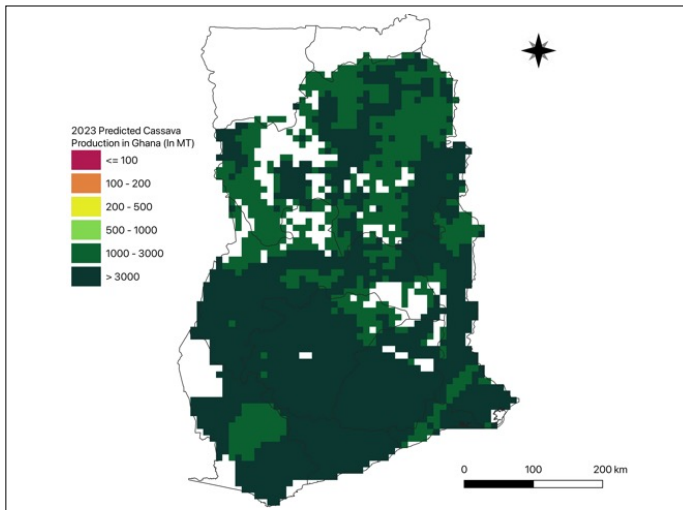 2023 Predicted Cassava
Production in Ghana (In MT)
<= 100
100 - 200
200 - 500
500 - 1000
1000 - 3000
> 3000
0 100 200 km